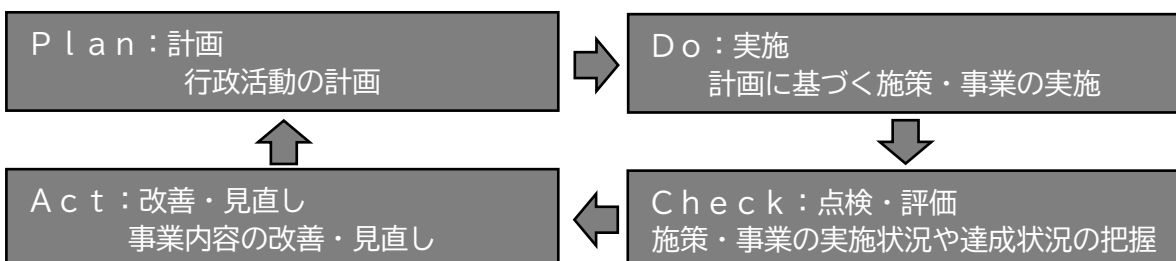 Ｐｌａｎ：計画
行政活動の計画
Ｄｏ：実施
計画に基づく施策・事業の実施
Ａｃｔ：改善・見直し
事業内容の改善・見直し
Ｃｈｅｃｋ：点検・評価
施策・事業の実施状況や達成状況の把握